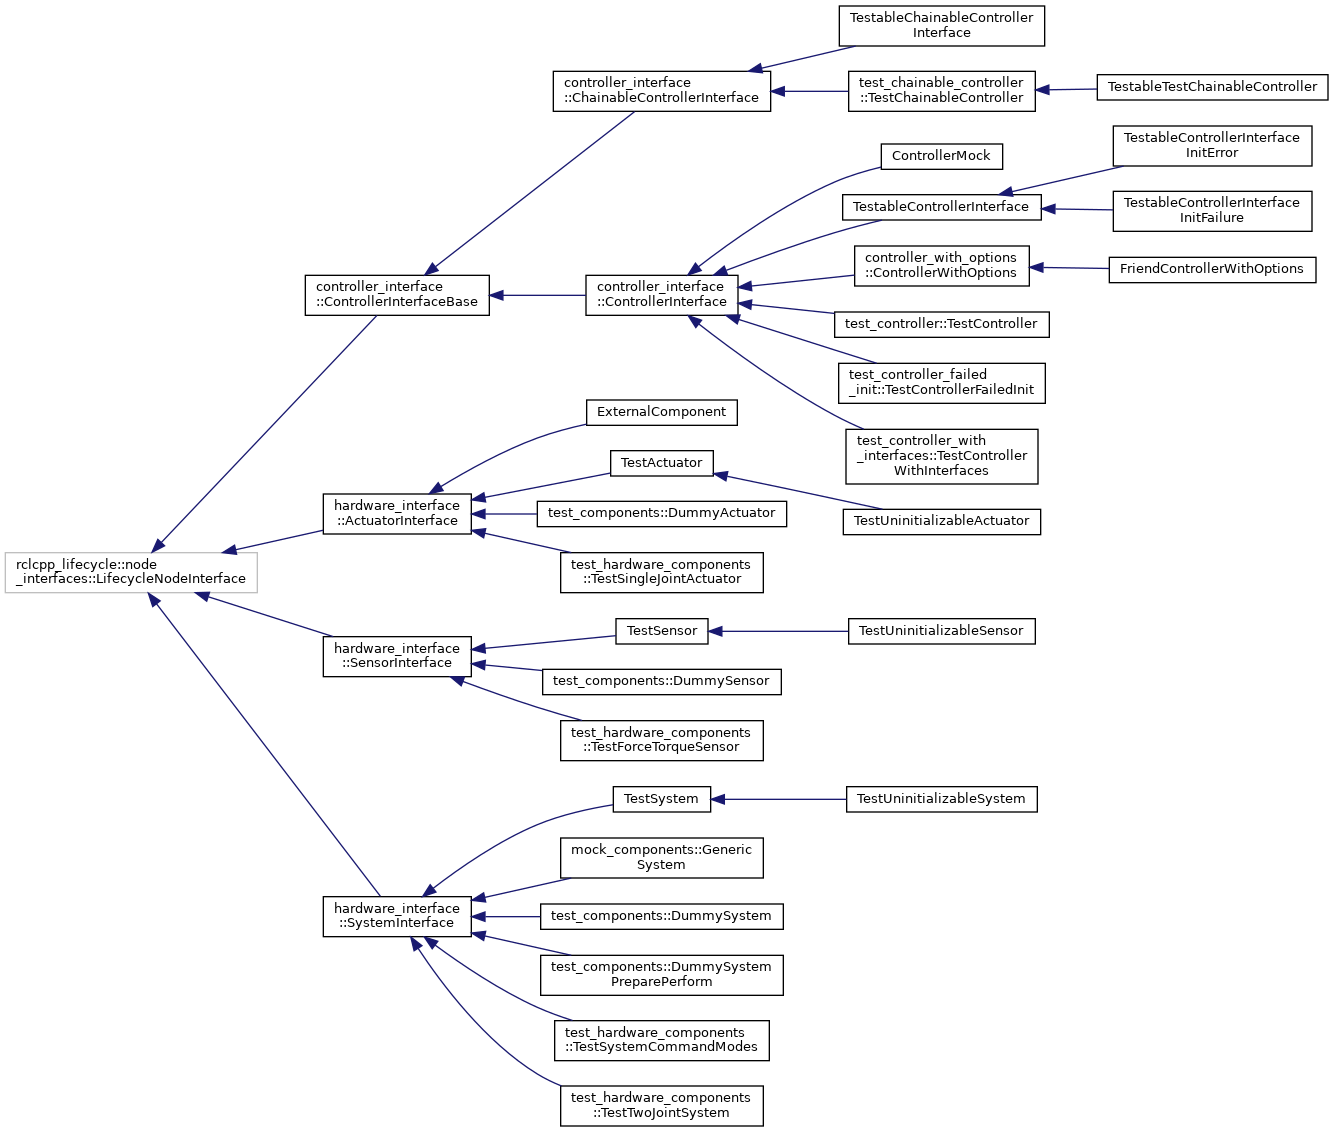 TestableChainableController
Interface
controller_interface
::ChainableControllerInterface
test_chainable_controller
::TestChainableController
TestableTestChainableController
TestableControllerInterface
InitError
ControllerMock
TestableControllerInterface
TestableControllerInterface
InitFailure
controller_with_options
::ControllerWithOptions
FriendControllerWithOptions
controller_interface
::ControllerInterfaceBase
controller_interface
::ControllerInterface
test_controller::TestController
test_controller_failed
_init::TestControllerFailedInit
ExternalComponent
test_controller_with
_interfaces::TestController
WithInterfaces
TestActuator
hardware_interface
::ActuatorInterface
test_components::DummyActuator
TestUninitializableActuator
test_hardware_components
::TestSingleJointActuator
rclcpp_lifecycle::node
_interfaces::LifecycleNodeInterface
TestSensor
TestUninitializableSensor
hardware_interface
::SensorInterface
test_components::DummySensor
test_hardware_components
::TestForceTorqueSensor
TestSystem
TestUninitializableSystem
mock_components::Generic
System
hardware_interface
::SystemInterface
test_components::DummySystem
test_components::DummySystem
PreparePerform
test_hardware_components
::TestSystemCommandModes
test_hardware_components
::TestTwoJointSystem